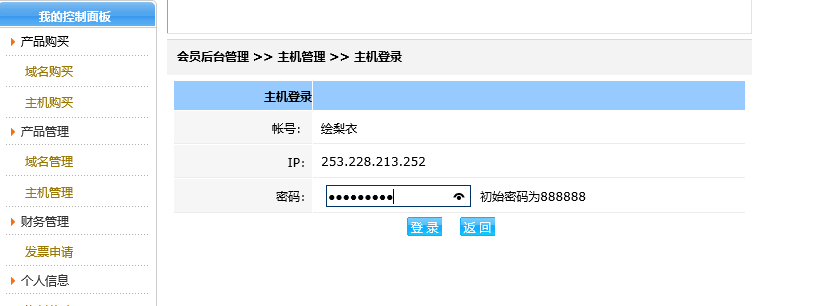 我的控制面板
产品购买
域名购买
主机购买
产品管理
域名管理
主机管理
财务管理
发票申请
个人信息
会员后台管理 >> 主机管理 >> 主机登录
主机登录
帐号: 绘梨衣
IP: 253.228.213.252
密码: ●●●●●●●●● 初始密码为888888
登录 返回